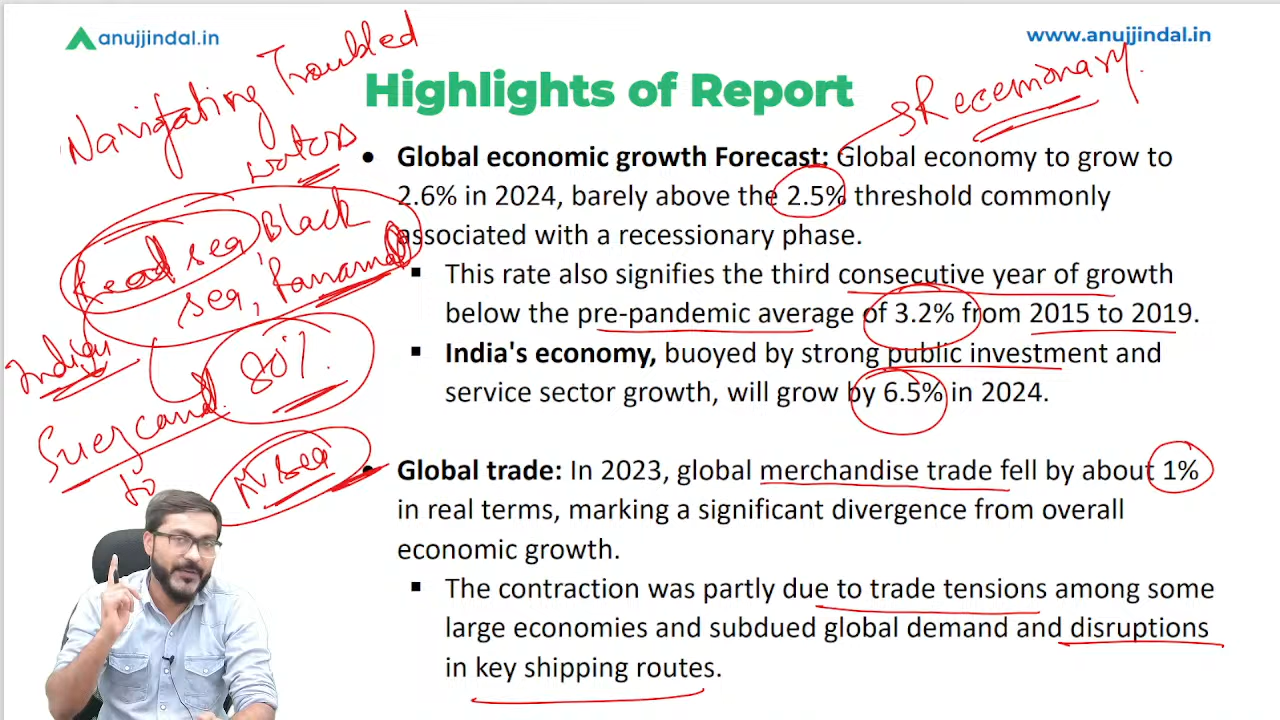 anujjindal.in
www.anujjindal.in
Highlights of Report
Navigating Troubled
waters
Recessionary
• Global economic growth Forecast: Global economy to grow to
2.6% in 2024, barely above the 2.5% threshold commonly
associated with a recessionary phase.
▪ This rate also signifies the third consecutive year of growth
below the pre-pandemic average of 3.2% from 2015 to 2019.
▪ India's economy, buoyed by strong public investment and
service sector growth, will grow by 6.5% in 2024.
• Global trade: In 2023, global merchandise trade fell by about 1%
in real terms, marking a significant divergence from overall
economic growth.
▪ The contraction was partly due to trade tensions among some
large economies and subdued global demand and disruptions
in key shipping routes.
sea, Black
sea, Panama
80%
Suez canal
to